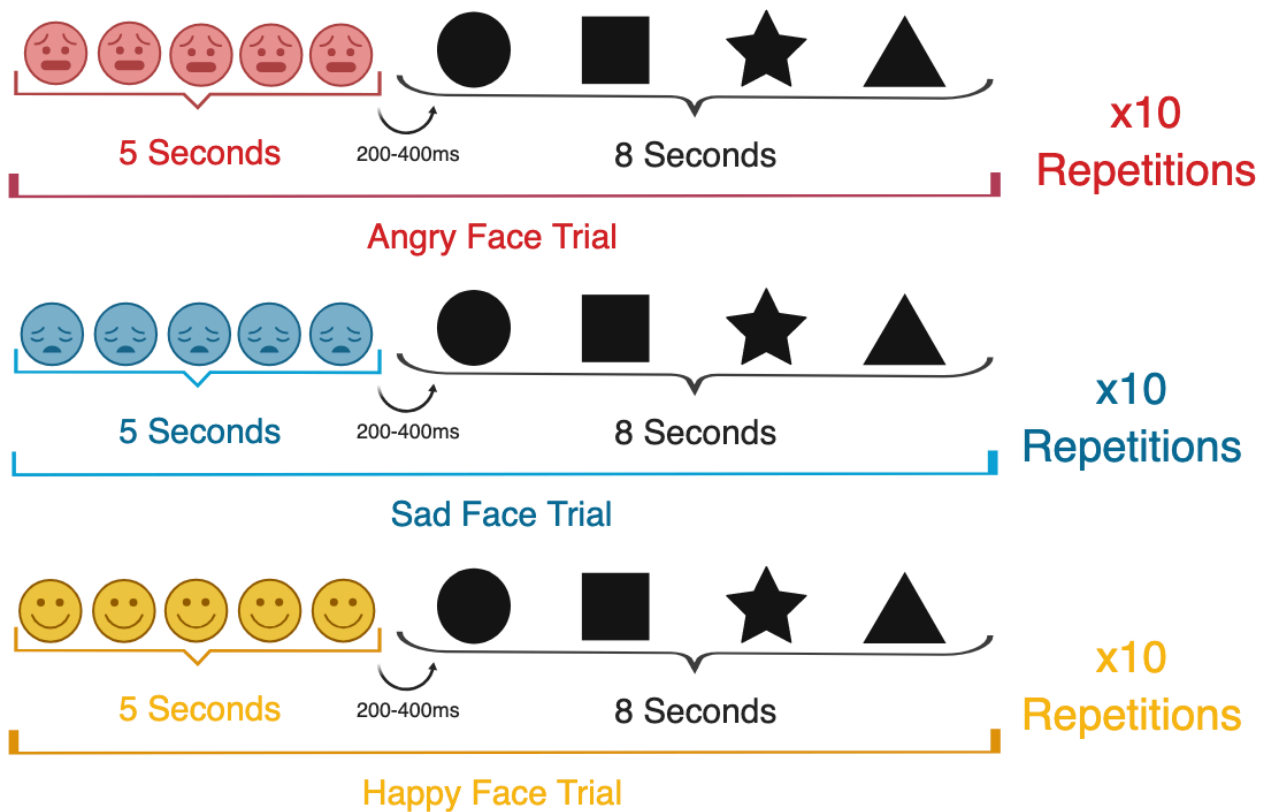 5 Seconds
200-400ms
8 Seconds
x10
Repetitions
Angry Face Trial
5 Seconds
200-400ms
8 Seconds
x10
Repetitions
Sad Face Trial
5 Seconds
200-400ms
8 Seconds
x10
Repetitions
Happy Face Trial